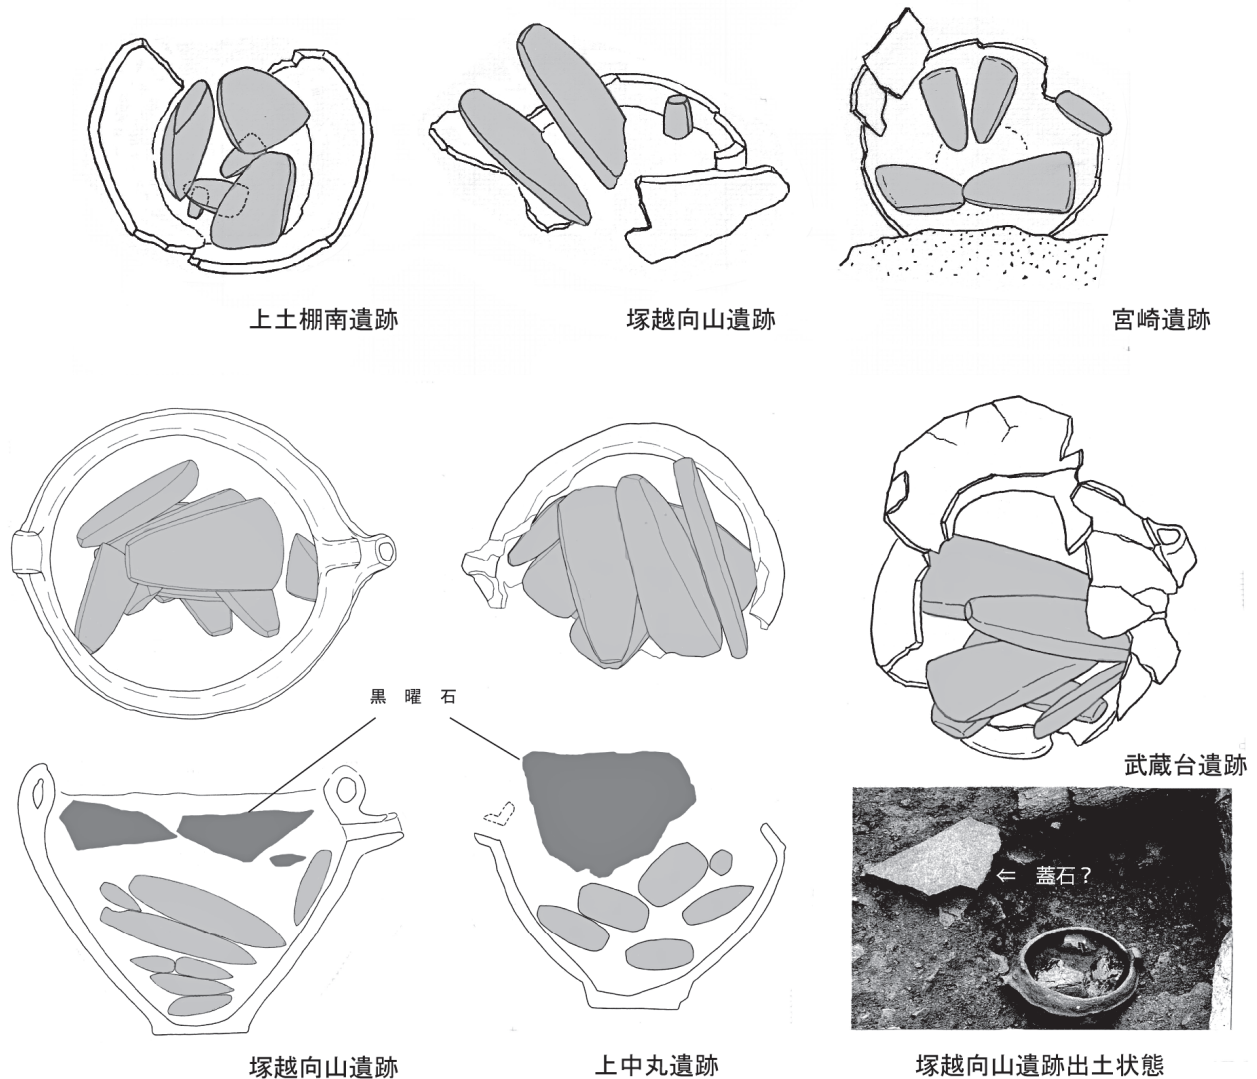 上土棚南遺跡
塚越向山遺跡
宮崎遺跡
黒曜石
武蔵台遺跡
⇐ 蓋石？
塚越向山遺跡
上中丸遺跡
塚越向山遺跡出土状態